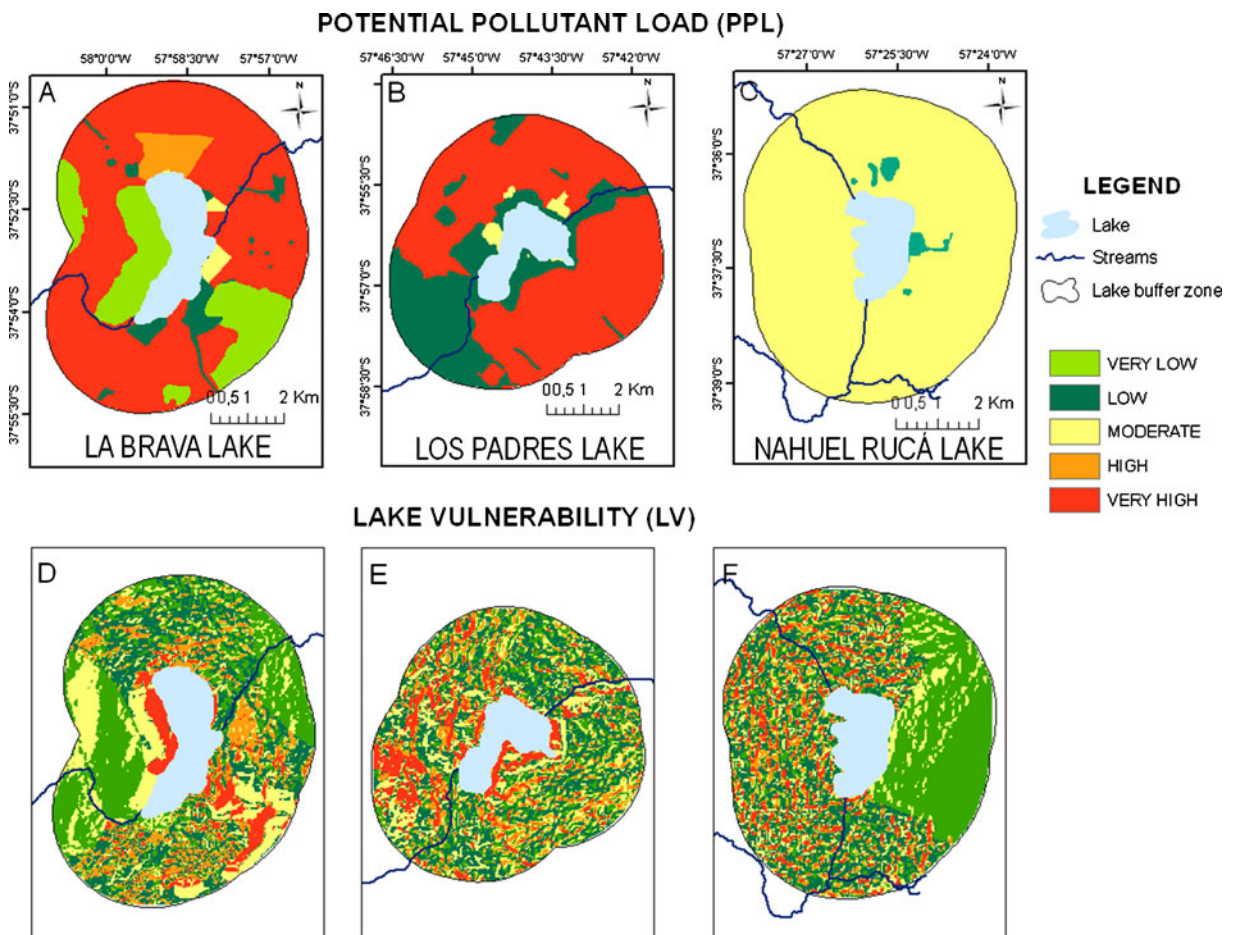 POTENTIAL POLLUTANT LOAD (PPL)
58°0'0"W 57°58'30"W 57°57'0"W
57°46'30"W 57°45'0"W 57°43'30"W 57°42'0"W
57°27'0"W 57°25'30"W 57°24'0"W
A
N
37°51'0"S
37°52'30"S
37°54'0"S
37°55'30"S
0 0,5 1 2 Km
LA BRAVA LAKE
B
N
37°55'30"S
37°57'0"S
37°58'30"S
0 0,5 1 2 Km
LOS PADRES LAKE
C
N
37°36'0"S
37°37'30"S
37°39'0"S
0 0,5 1 2 Km
NAHUEL RUCÁ LAKE
LEGEND
Lake
Streams
Lake buffer zone
VERY LOW
LOW
MODERATE
HIGH
VERY HIGH
LAKE VULNERABILITY (LV)
D
E
F